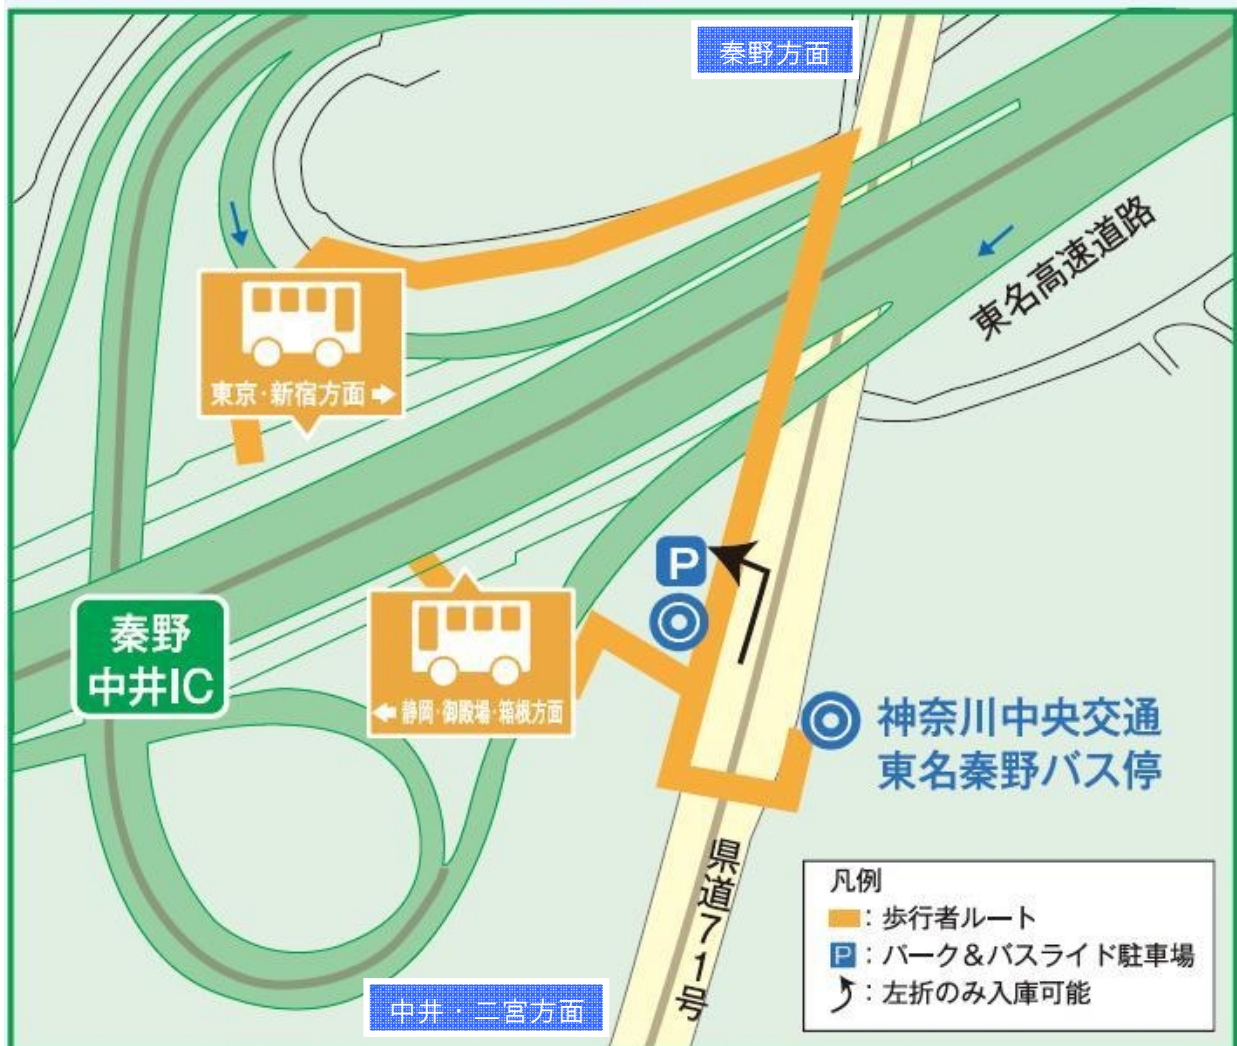 秦野方面
東名高速道路
東京・新宿方面➡
P
秦野
中井IC
⬅静岡・御殿場・箱根方面
神奈川中央交通
東名秦野バス停
県道71号
中井・二宮方面
凡例
：歩行者ルート
P：パーク＆バスライド駐車場
：左折のみ入庫可能